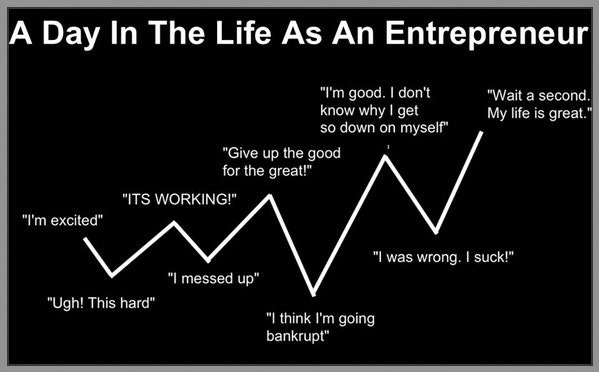 A Day In The Life As An Entrepreneur
"I'm excited"
"Ugh! This hard"
"ITS WORKING!"
"I messed up"
"Give up the good
for the great!"
"I think I'm going
bankrupt"
"I'm good. I don't
know why I get
so down on myself"
"I was wrong. I suck!"
"Wait a second.
My life is great."